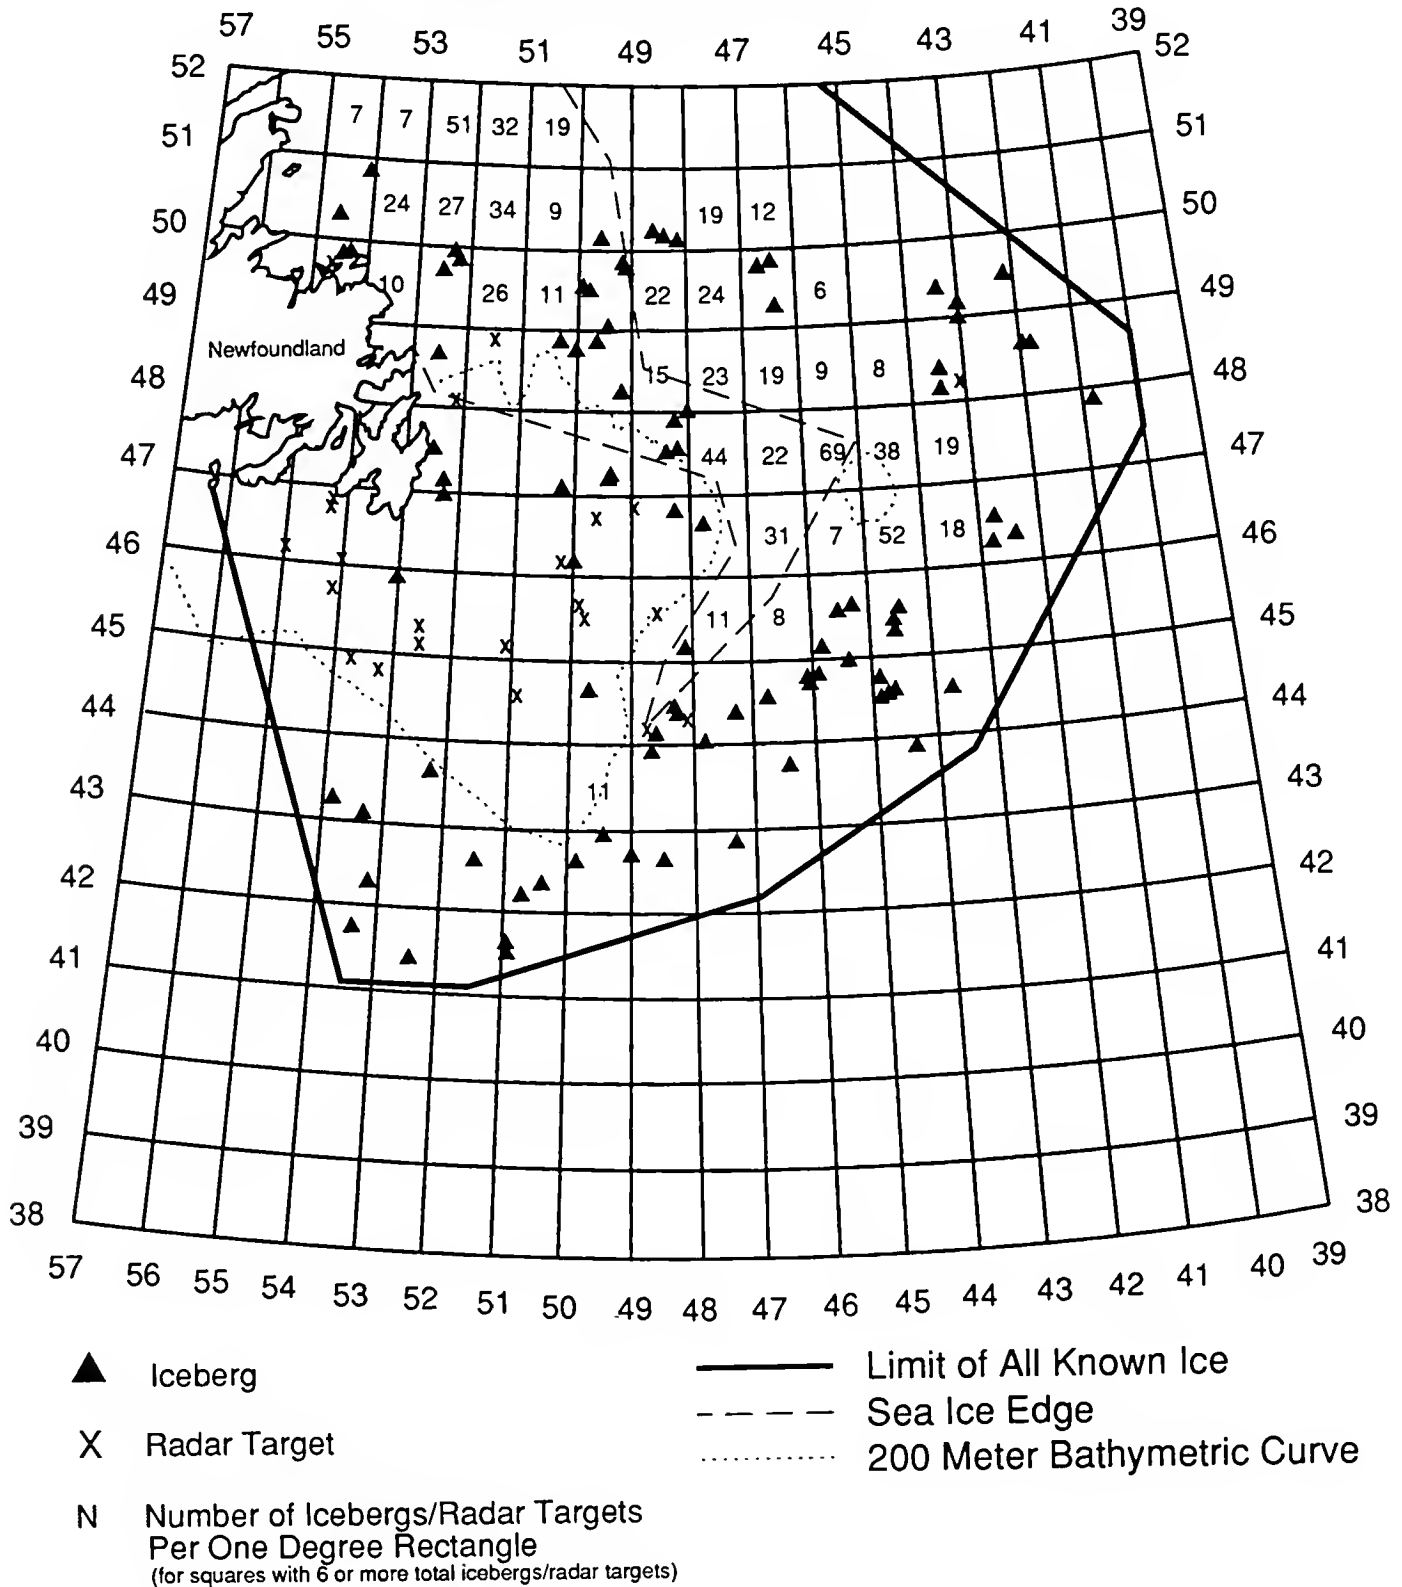 57 55 53 51 49 47 45 43 41 39
52 52
7 7 51 32 19
51 51
24 27 34 9 19 12
50 50
10 26 11 22 24 6
49 49
Newfoundland
15 23 19 9 8
48 48
44 22 69 38 19
47 47
31 7 52 18
46 46
11 8
45 45
44 44
11
43 43
42 42
41 41
40 40
39 39
38 38
57 56 55 54 53 52 51 50 49 48 47 46 45 44 43 42 41 40 39
Iceberg
X Radar Target
N Number of Icebergs/Radar Targets
Per One Degree Rectangle
(for squares with 6 or more total icebergs/radar targets)
Limit of All Known Ice
Sea Ice Edge
200 Meter Bathymetric Curve